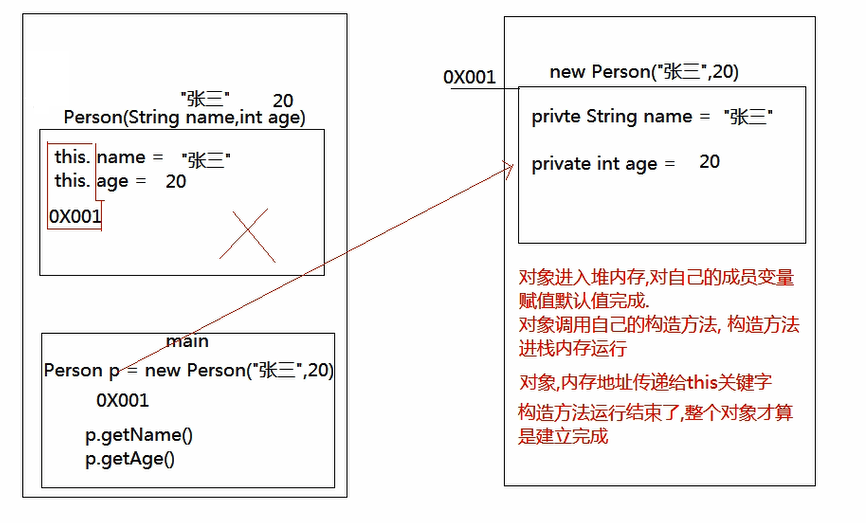 "张三" 20
Person(String name,int age)
this. name = "张三"
this. age = 20
0X001
main
Person p = new Person("张三",20)
0X001
p.getName()
p.getAge()
0X001
new Person("张三",20)
privte String name = "张三"
private int age = 20
对象进入堆内存,对自己的成员变量
赋值默认值完成.
对象调用自己的构造方法, 构造方法
进栈内存运行
对象,内存地址传递给this关键字
构造方法运行结束了,整个对象才算
是建立完成